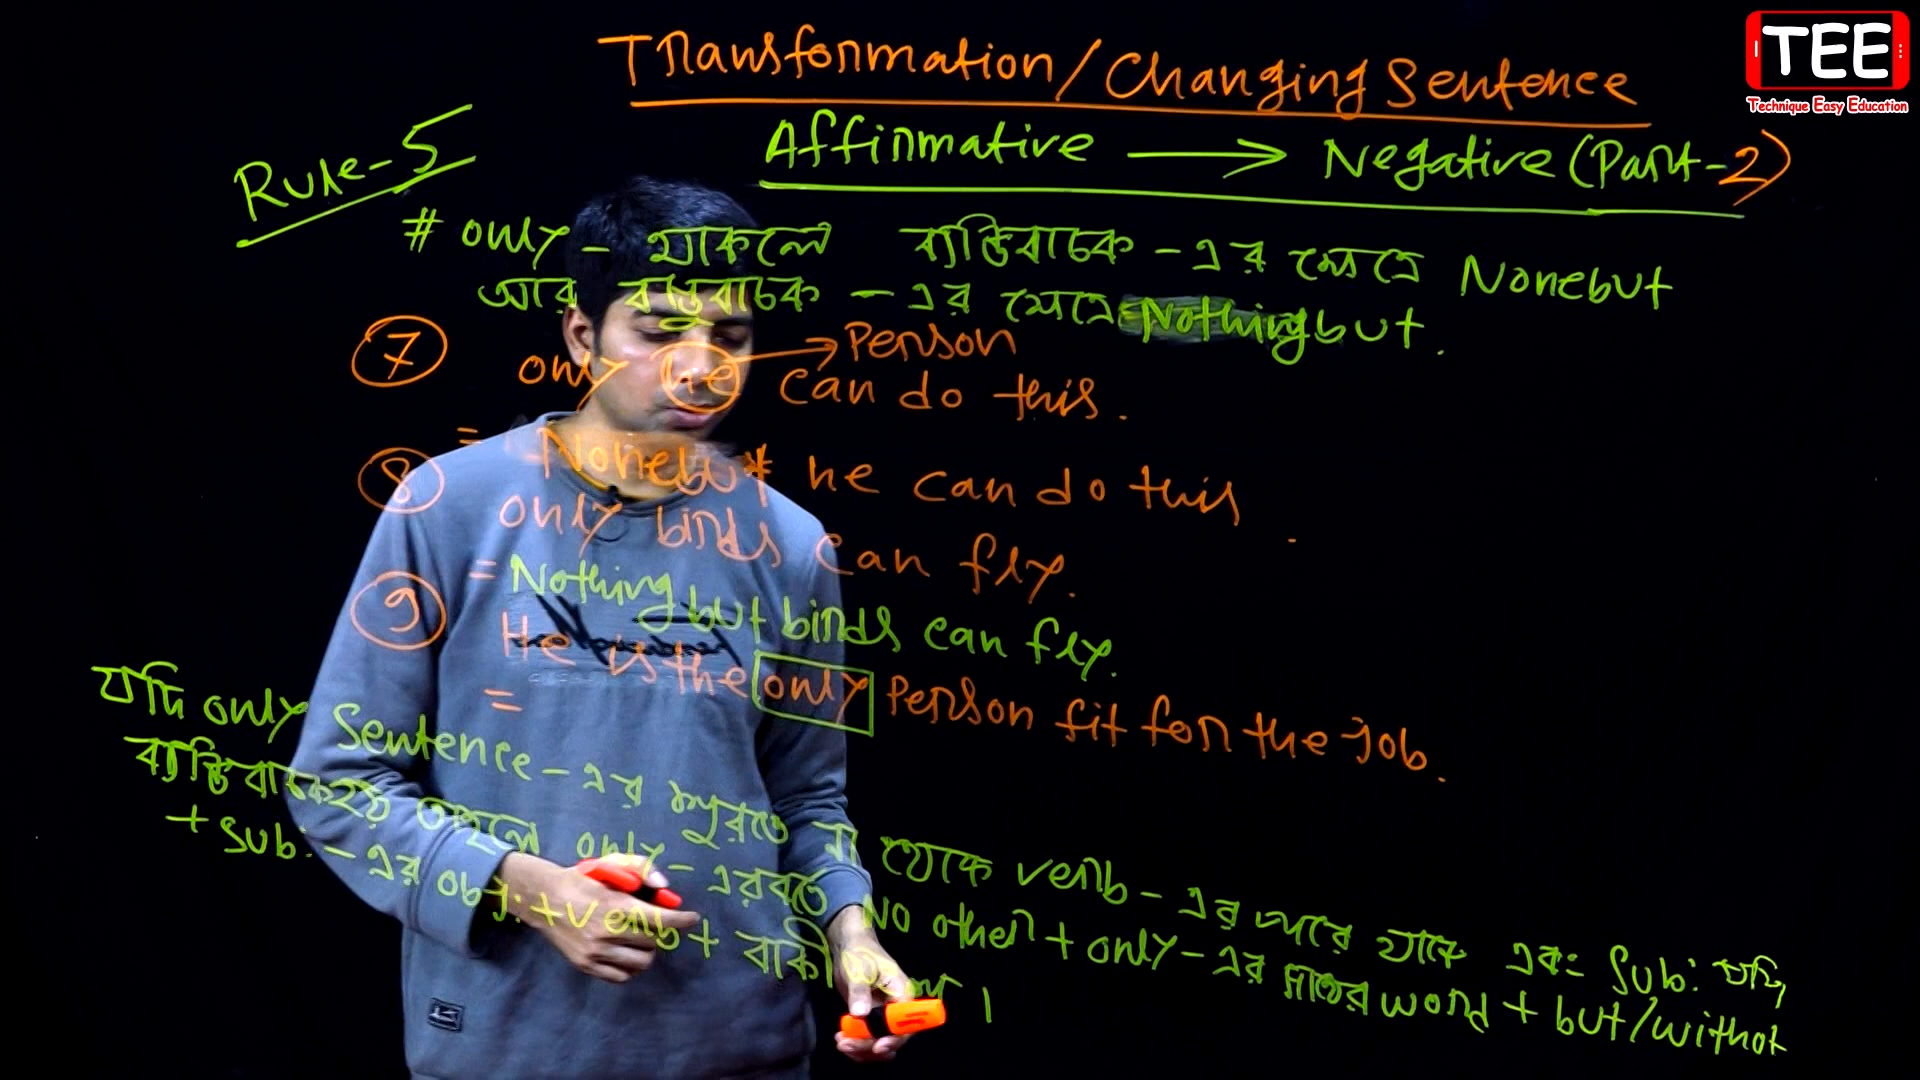 TEE
Technique Easy Education
Transformation/Changing Sentence
Affirmative → Negative (Part-2)
Rule-5
# only - থাকলে ব্যক্তিবাচক - এর ক্ষেত্রে Nonebut
আর বস্তুবাচক - এর ক্ষেত্রে Nothing but.
Person
7 only he can do this.
= Nonebut he can do this.
8 only birds can fly.
= Nothing but birds can fly.
9 He is the only Person fit for the job.
=
যদি only Sentence - এর শুরুতে না থেকে verb - এর পরে থাকে এবং Sub: যদি
ব্যক্তিবাচক হয় তাহলে only - এর বদলে No other + only - এর পরের word + but/without
+ Sub: - এর obj: + verb + বাকী অংশ।